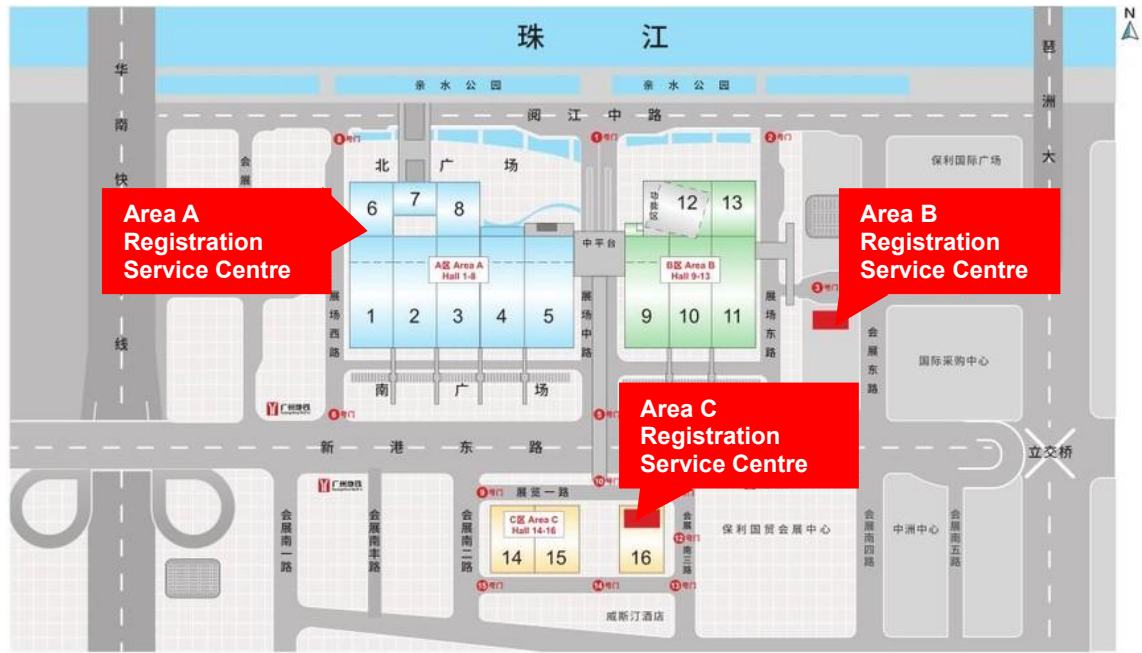 N
珠 江
亲水公园
亲水公园
阅江中路
华南快线
琶洲大
立交桥
8号门
1号门
2号门
北广场
会展
保利国际广场
6
7
8
功能区
12
13
中平台
A区 Area A
Hall 1-8
B区 Area B
Hall 9-13
Area A
Registration
Service Centre
Area B
Registration
Service Centre
3号门
1
2
3
4
5
9
10
11
展场西路
展场中路
展场东路
会展东路
国际采购中心
南广场
广州地铁
6号门
5号门
Area C
Registration
Service Centre
新港东路
广州地铁
9号门
展览一路
10号门
会展南一路
会展南丰路
会展南二路
C区 Area C
Hall 14-16
14
15
16
会展南三路
12号门
保利国贸会展中心
会展南四路
中洲中心
会展南五路
15号门
14号门
13号门
威斯汀酒店